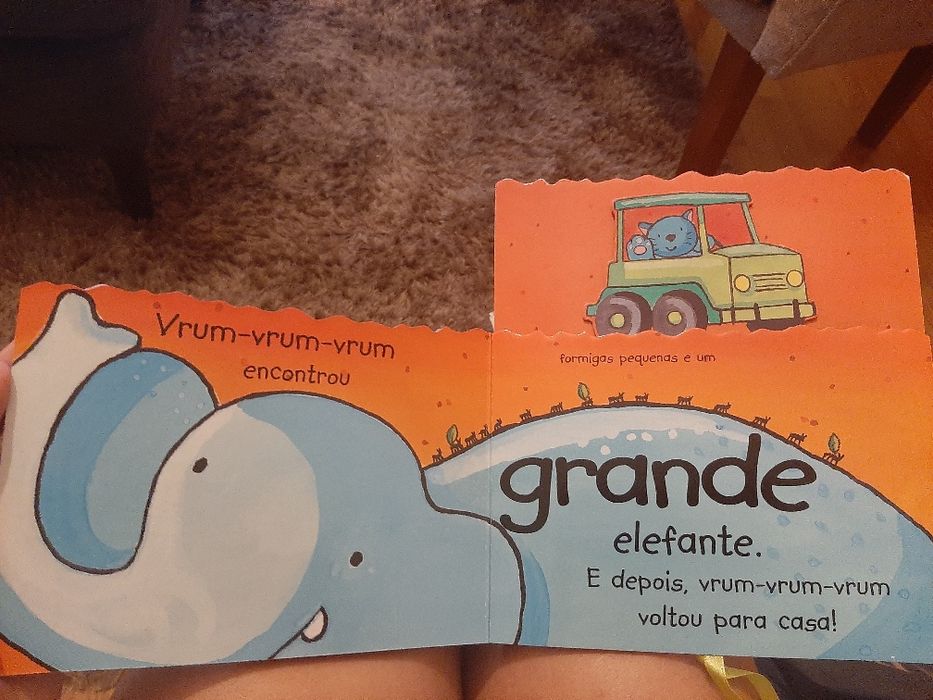 Vrum-vrum-vrum
encontrou
formigas pequenas e um
grande
elefante.
E depois, vrum-vrum-vrum
voltou para casa!